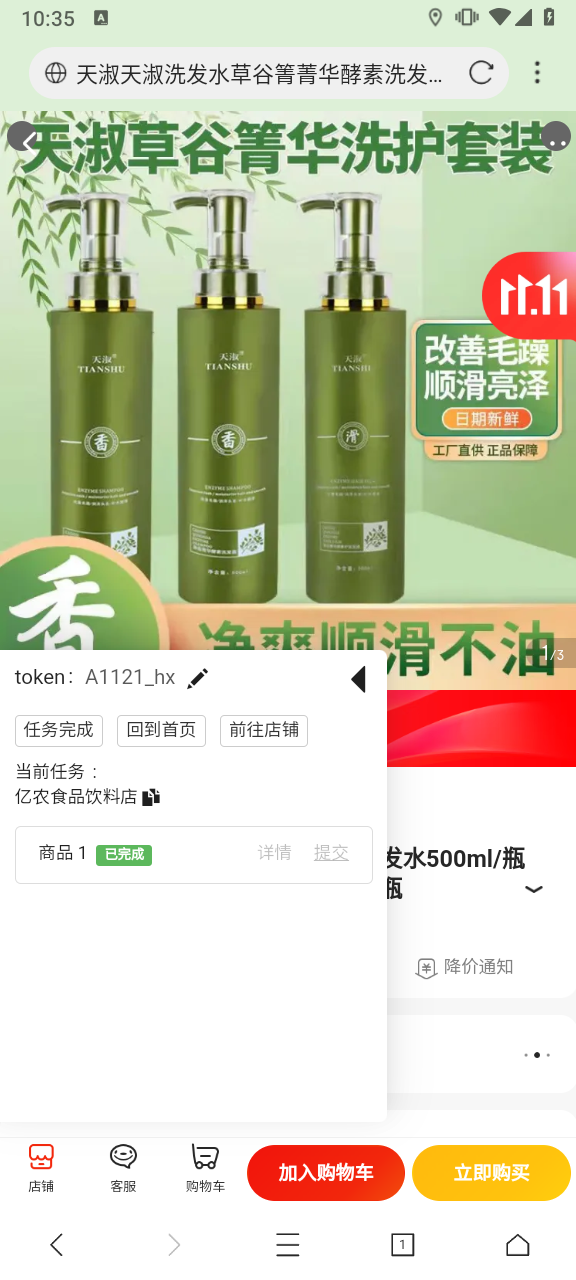 10:35
天淑天淑洗发水草谷箐菁华酵素洗发...
天淑草谷箐华洗护套装
11.11
改善毛躁
顺滑亮泽
日期新鲜
工厂直供 正品保障
天淑
TIANSHU
天淑
TIANSHU
天淑
TIANSHU
香
香
滑
ENZYME SHAMPOO
ENZYME SHAMPOO
香
净爽顺滑不油
1/3
token: A1121_hx
任务完成
回到首页
前往店铺
当前任务：
亿农食品饮料店
商品 1 已完成 详情 提交
发水500ml/瓶
瓶
降价通知
店铺
客服
购物车
加入购物车
立即购买
1